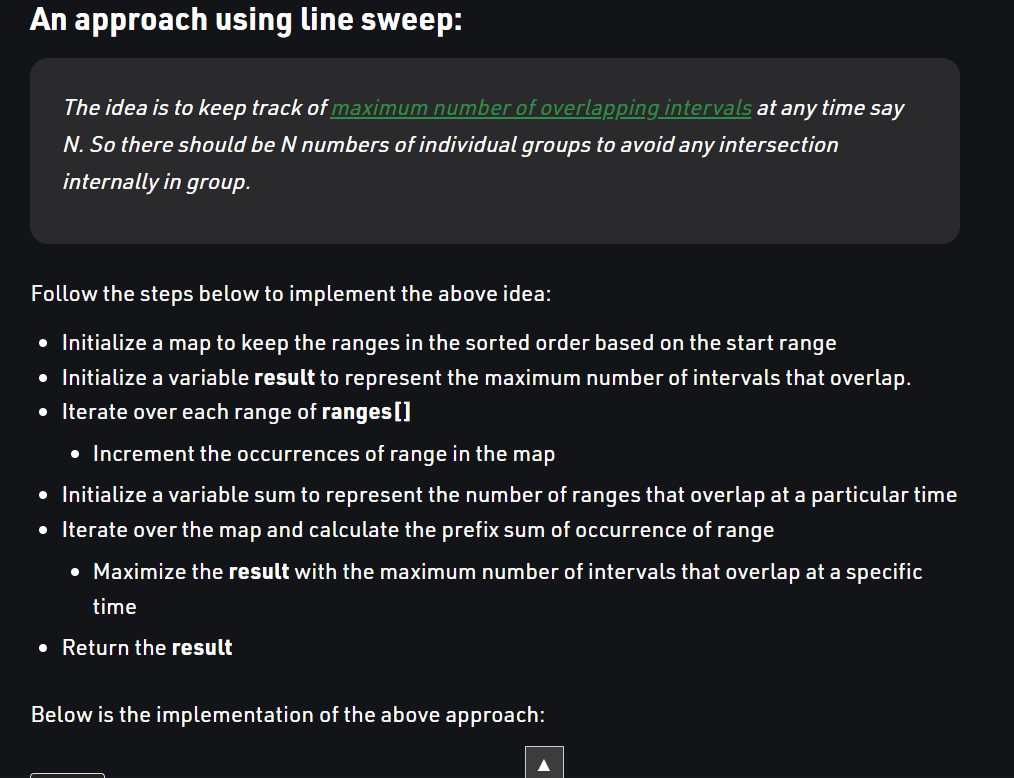 An approach using line sweep:
The idea is to keep track of maximum number of overlapping intervals at any time say
N. So there should be N numbers of individual groups to avoid any intersection
internally in group.
Follow the steps below to implement the above idea:
Initialize a map to keep the ranges in the sorted order based on the start range
Initialize a variable result to represent the maximum number of intervals that overlap.
Iterate over each range of ranges[]
Increment the occurrences of range in the map
Initialize a variable sum to represent the number of ranges that overlap at a particular time
Iterate over the map and calculate the prefix sum of occurrence of range
Maximize the result with the maximum number of intervals that overlap at a specific
time
Return the result
Below is the implementation of the above approach: